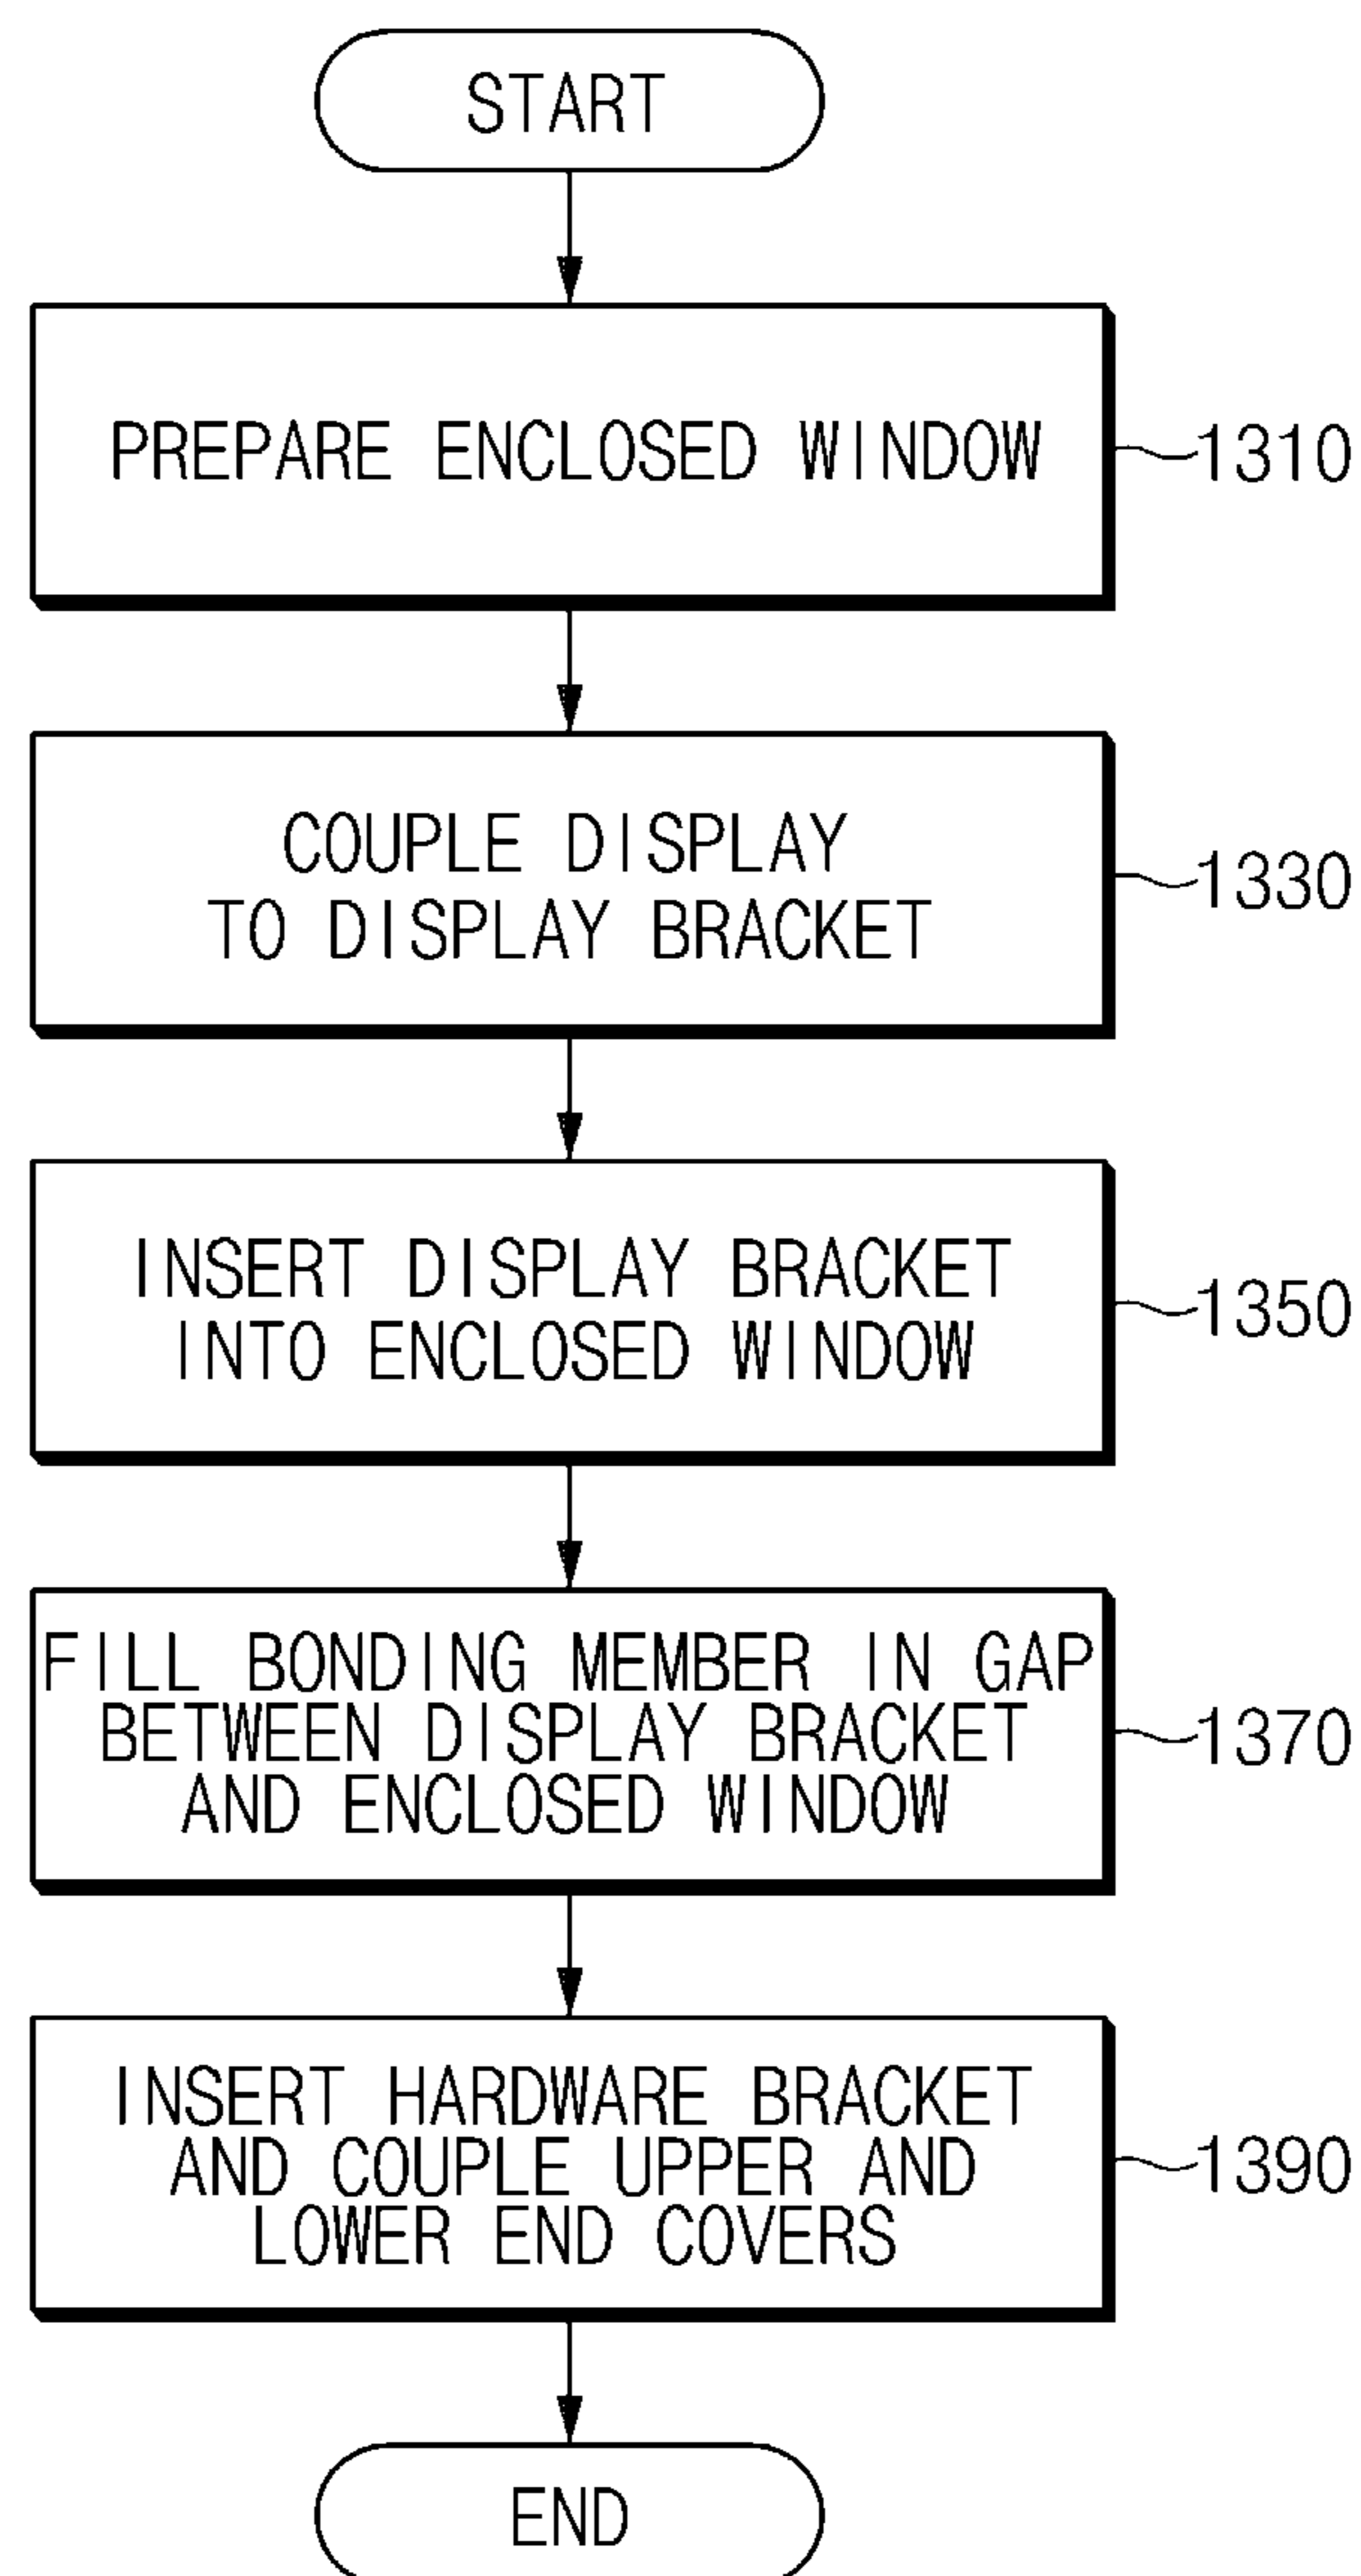 START
PREPARE ENCLOSED WINDOW
1310
COUPLE DISPLAY
TO DISPLAY BRACKET
1330
INSERT DISPLAY BRACKET
INTO ENCLOSED WINDOW
1350
FILL BONDING MEMBER IN GAP
BETWEEN DISPLAY BRACKET
AND ENCLOSED WINDOW
1370
INSERT HARDWARE BRACKET
AND COUPLE UPPER AND
LOWER END COVERS
1390
END